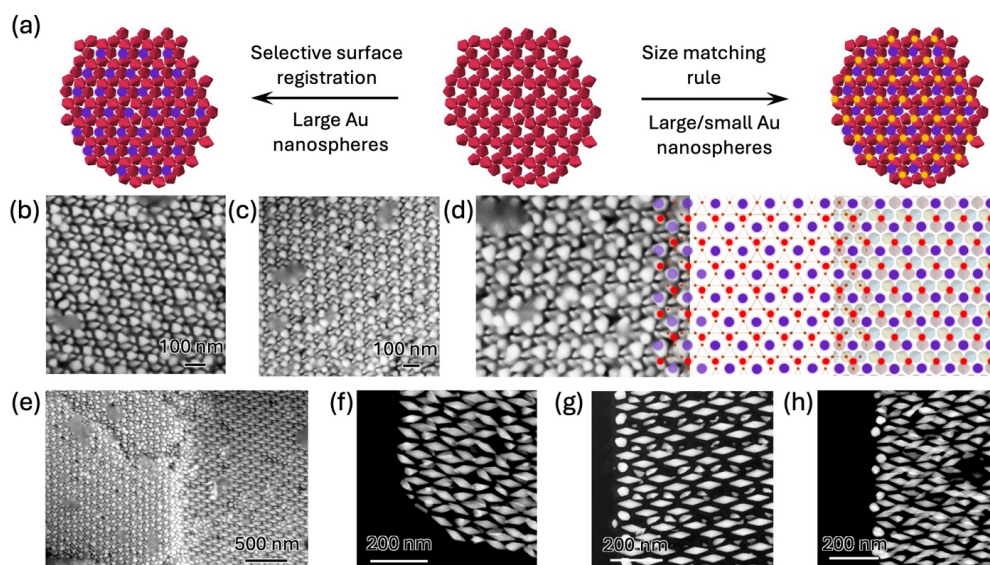 (a)
Selective surface
registration
Large Au
nanospheres
Size matching
rule
Large/small Au
nanospheres
(b)
100 nm
(c)
100 nm
(d)
(e)
500 nm
(f)
200 nm
(g)
200 nm
(h)
200 nm